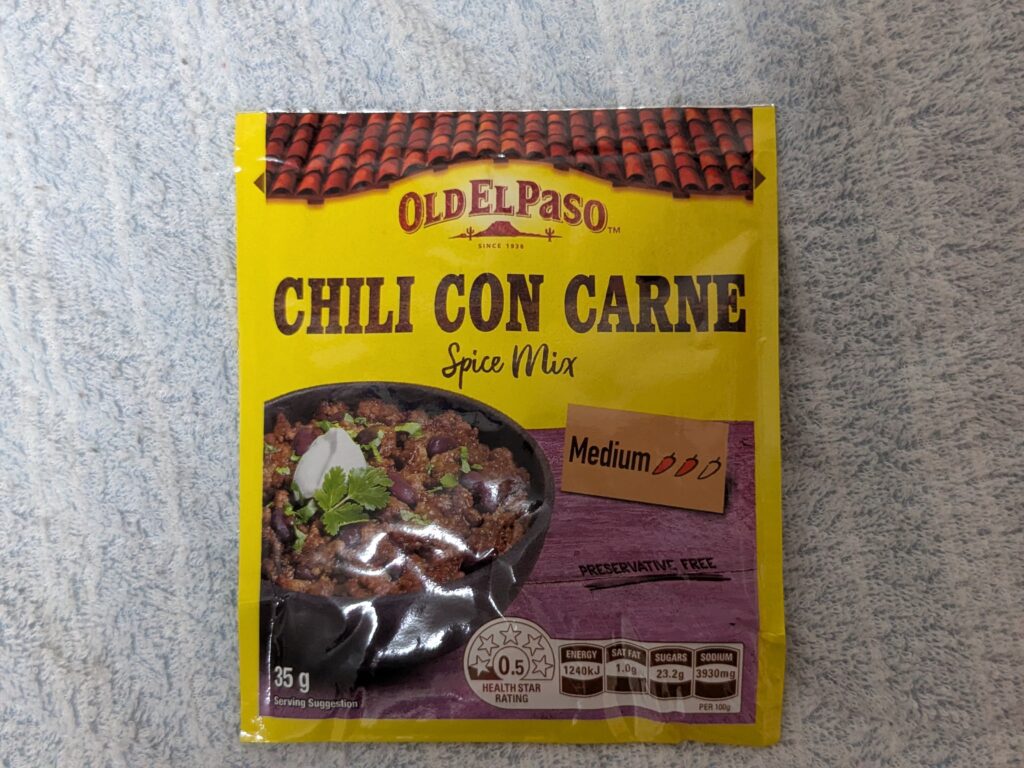 OLD EL PASO™
SINCE 1938
CHILI CON CARNE
Spice Mix
Medium
PRESERVATIVE FREE
0.5
HEALTH STAR
RATING
ENERGY
1240kJ
SAT FAT
1.0g
SUGARS
23.2g
SODIUM
3930mg
PER 100g
35 g
Serving Suggestion